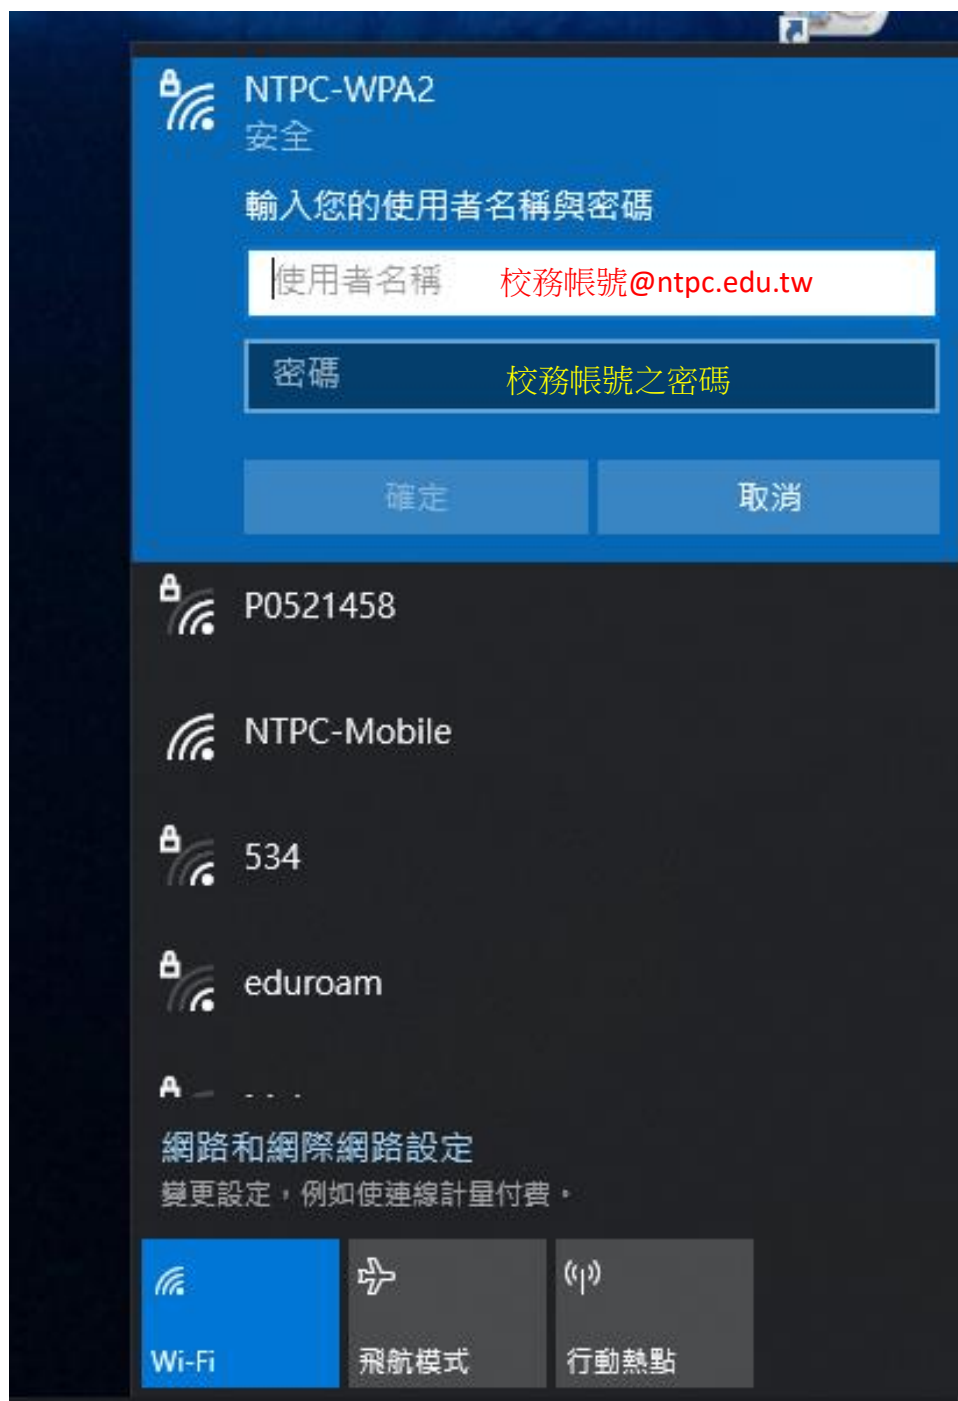 NTPC-WPA2
安全
輸入您的使用者名稱與密碼
使用者名稱 校務帳號@ntpc.edu.tw
密碼 校務帳號之密碼
確定 取消
P0521458
NTPC-Mobile
534
eduroam
網路和網際網路設定
變更設定，例如使連線計量付費。
Wi-Fi 飛航模式 行動熱點